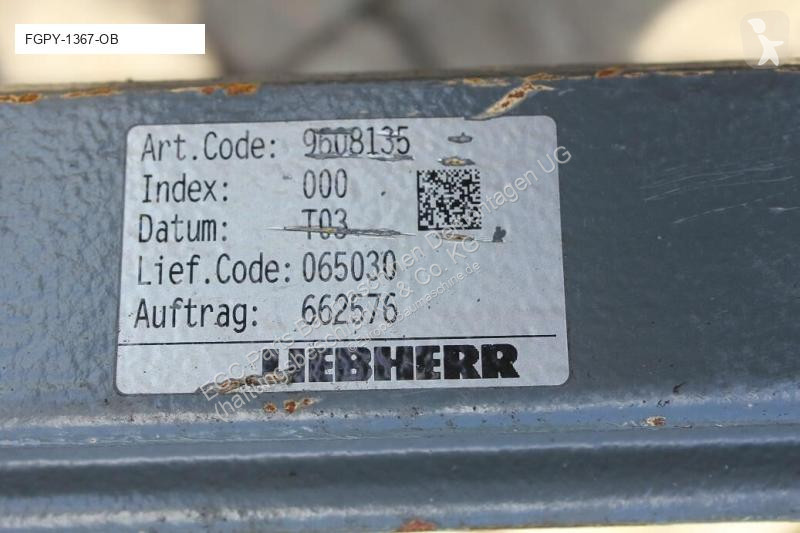 FGPY-1367-OB
Art.Code: 9608135
Index: 000
Datum: T03
Lief.Code: 065030
Auftrag: 662576
LIEBHERR